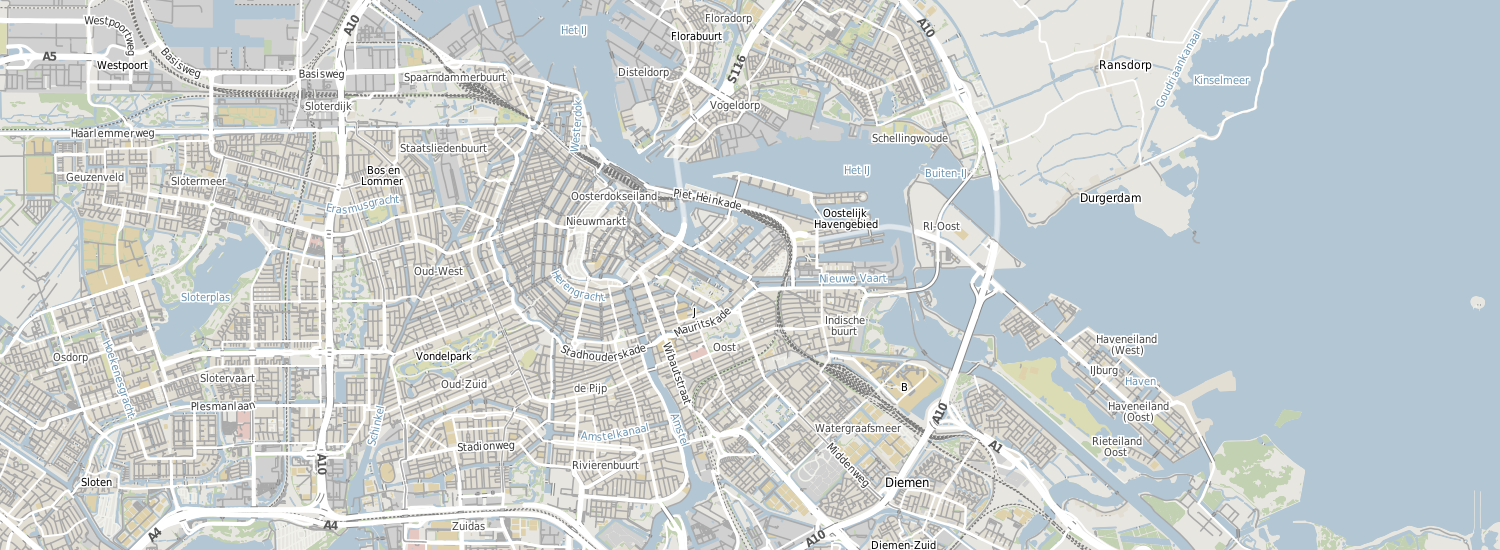 Westpoortweg
Westpoortweg
A10
Het IJ
Floradorp
Florabuurt
A10
A5
Westpoort
Basisweg
Basisweg
Spaarndammerbuurt
Disteldorp
S116
Ransdorp
Goudriaankanaal
Kinselmeer
Sloterdijk
Vogeldorp
Westerdok
Haarlemmerweg
Staatsliedenbuurt
Schellingwoude
Geuzenveld
Slotermeer
Bos en
Lommer
Het IJ
Buiten-IJ
Erasmusgracht
Oosterdokseiland
Piet Heinkade
Durgerdam
Nieuwmarkt
Oostelijk
Havengebied
RI-Oost
Oud-West
Herengracht
Nieuwe Vaart
Sloterplas
J
Mauritskade
Indische
buurt
Hoekenesgracht
Osdorp
Vondelpark
Stadhouderskade
Wibautstraat
Oost
Haveneiland
(West)
IJburg
Slotervaart
Oud-Zuid
de Pijp
B
Haven
Plesmanlaan
Schinkel
Amstel
A10
Haveneiland
(Oost)
Amstelkanaal
Watergraafsmeer
Stadionweg
A1
Rieteiland
Oost
A10
Rivierenbuurt
Middenweg
Sloten
Diemen
A4
A4
Zuidas
A10
Diemen-Zuid